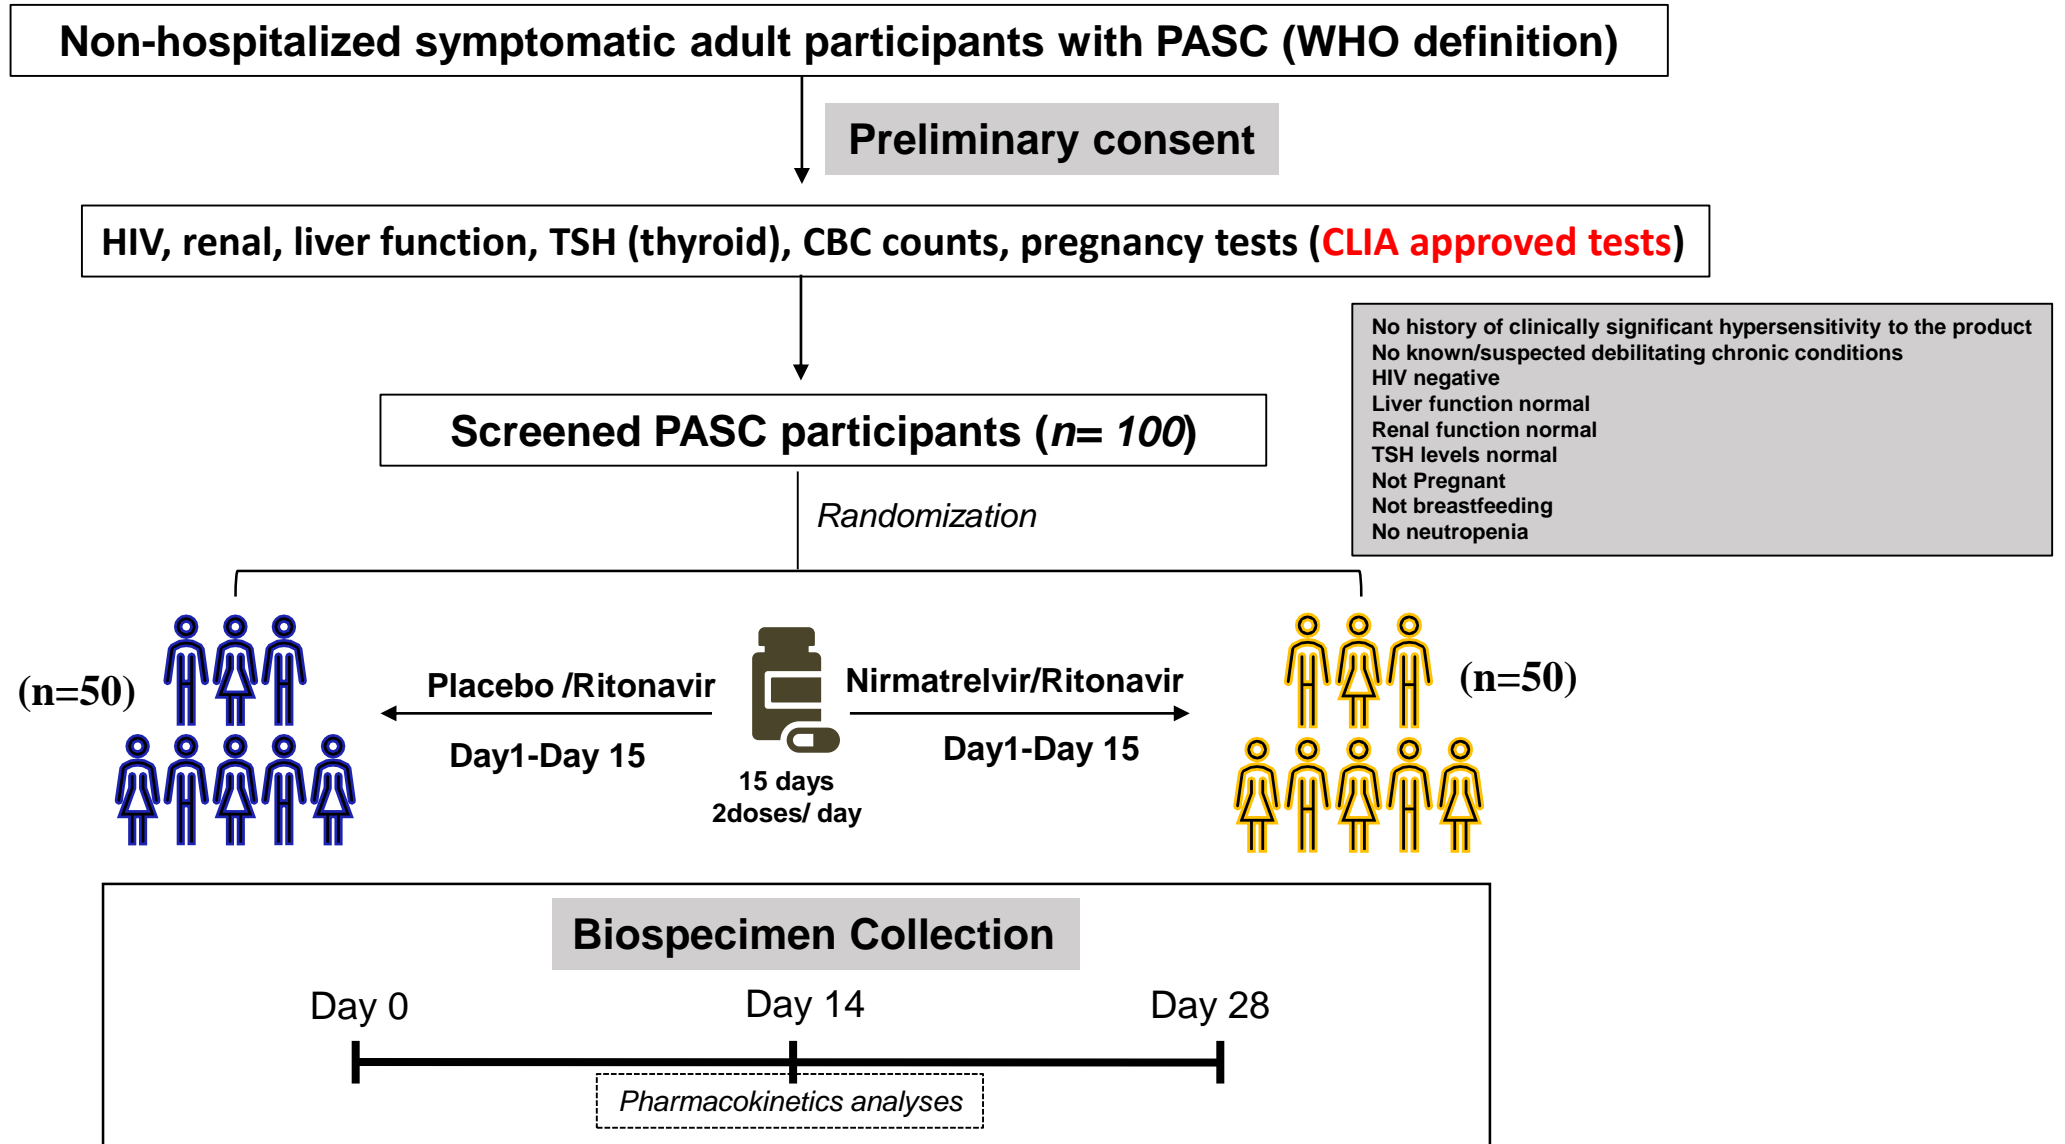 Non-hospitalized symptomatic adult participants with PASC (WHO definition)
Preliminary consent
HIV, renal, liver function, TSH (thyroid), CBC counts, pregnancy tests (CLIA approved tests)
No history of clinically significant hypersensitivity to the product
No known/suspected debilitating chronic conditions
HIV negative
Liver function normal
Renal function normal
TSH levels normal
Not Pregnant
Not breastfeeding
No neutropenia
Screened PASC participants (n= 100)
Randomization
(n=50)
Placebo /Ritonavir
Day1-Day 15
15 days
2doses/ day
Nirmatrelvir/Ritonavir
Day1-Day 15
(n=50)
Biospecimen Collection
Day 0
Day 14
Day 28
Pharmacokinetics analyses